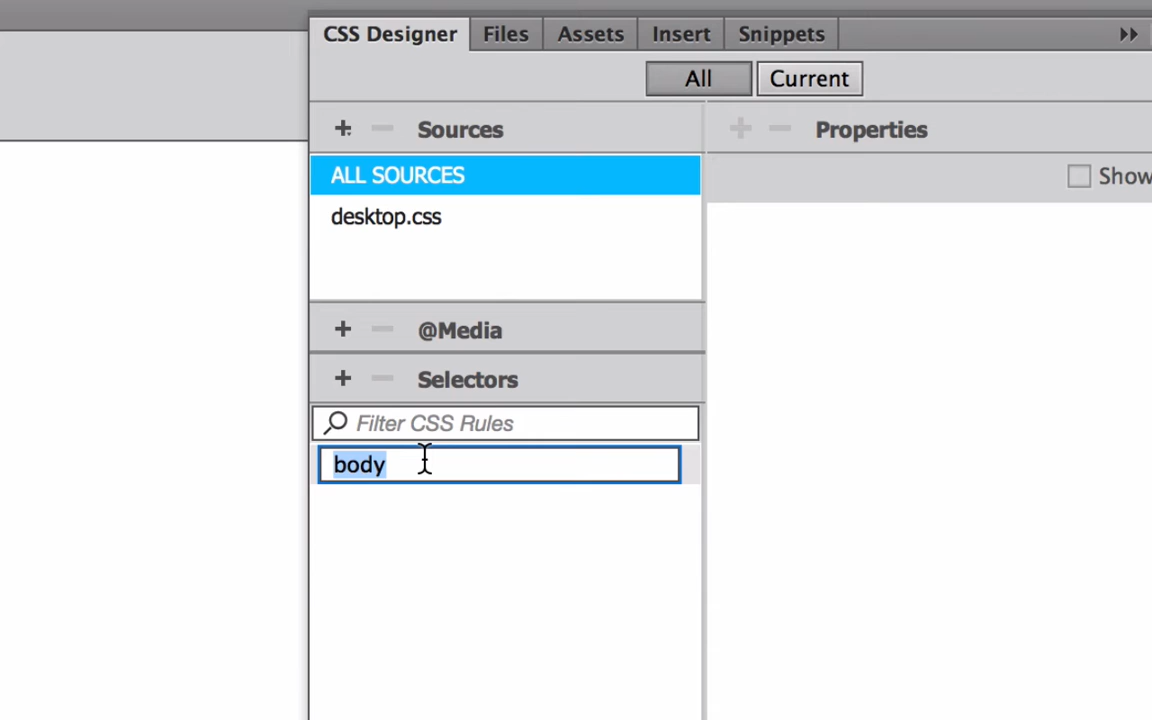 CSS Designer Files Assets Insert Snippets
All Current
Sources Properties
ALL SOURCES Show
desktop.css
@Media
Selectors
Filter CSS Rules
body